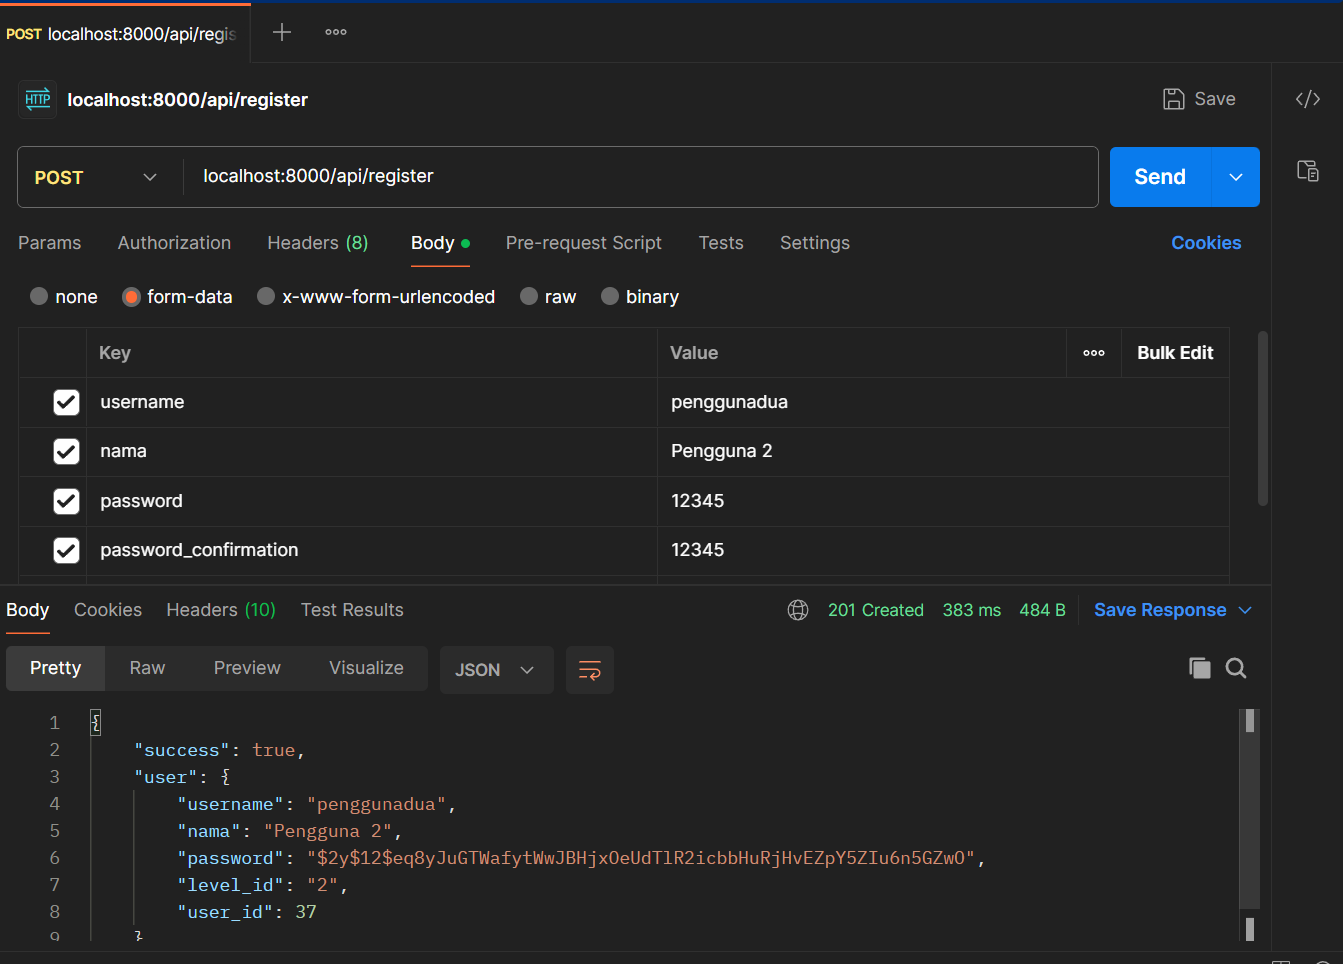 POST localhost:8000/api/regis
HTTP localhost:8000/api/register Save
POST localhost:8000/api/register Send
Params Authorization Headers (8) Body Pre-request Script Tests Settings Cookies
none form-data x-www-form-urlencoded raw binary
Key Value Bulk Edit
username penggunadua
nama Pengguna 2
password 12345
password_confirmation 12345
Body Cookies Headers (10) Test Results 201 Created 383 ms 484 B Save Response
Pretty Raw Preview Visualize JSON
1 {
2 "success": true,
3 "user": {
4 "username": "penggunadua",
5 "nama": "Pengguna 2",
6 "password": "$2y$12$eq8yJuGTWafytWwJBHjxOeUdTlR2icbbHuRjHvEZpY5ZIu6n5GZwO",
7 "level_id": "2",
8 "user_id": 37
9 }